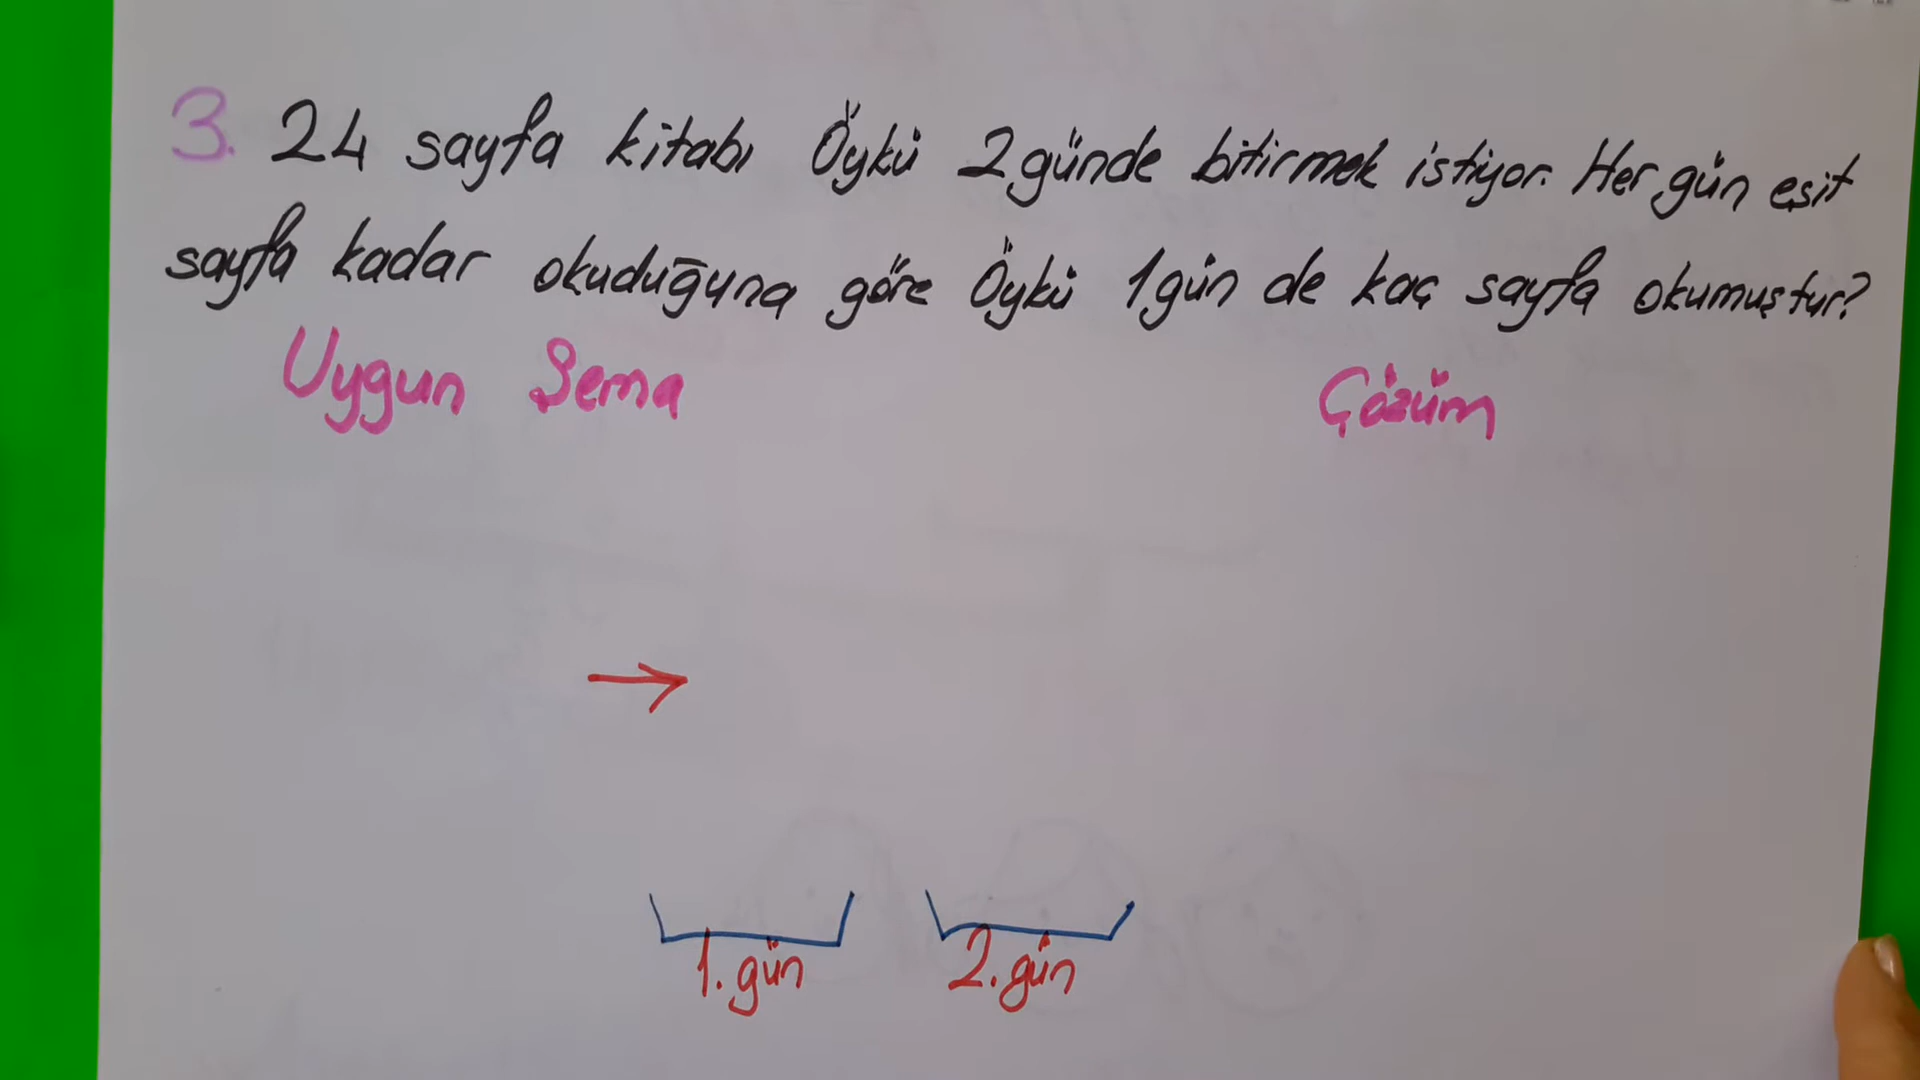 3. 24 sayfa kitabı Öykü 2 günde bitirmek istiyor. Her gün eşit
sayfa kadar okuduğuna göre Öykü 1 gün de kaç sayfa okumuştur?
Uygun Şema
Çözüm
1. gün
2. gün